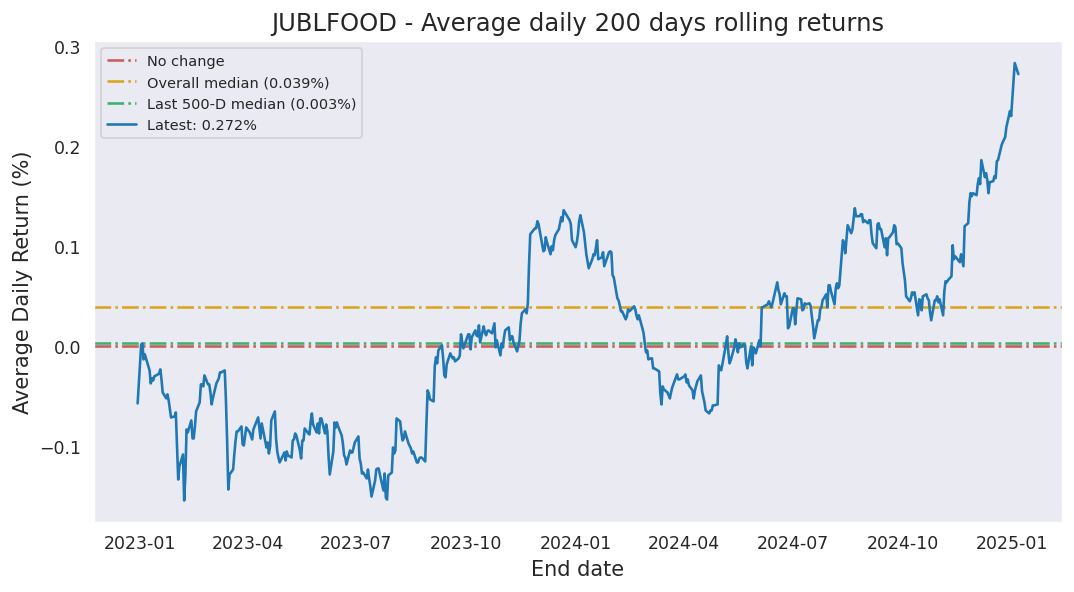 JUBLFOOD - Average daily 200 days rolling returns
No change
Overall median (0.039%)
Last 500-D median (0.003%)
Latest: 0.272%
Average Daily Return (%)
0.3
0.2
0.1
0.0
−0.1
2023-01 2023-04 2023-07 2023-10 2024-01 2024-04 2024-07 2024-10 2025-01
End date